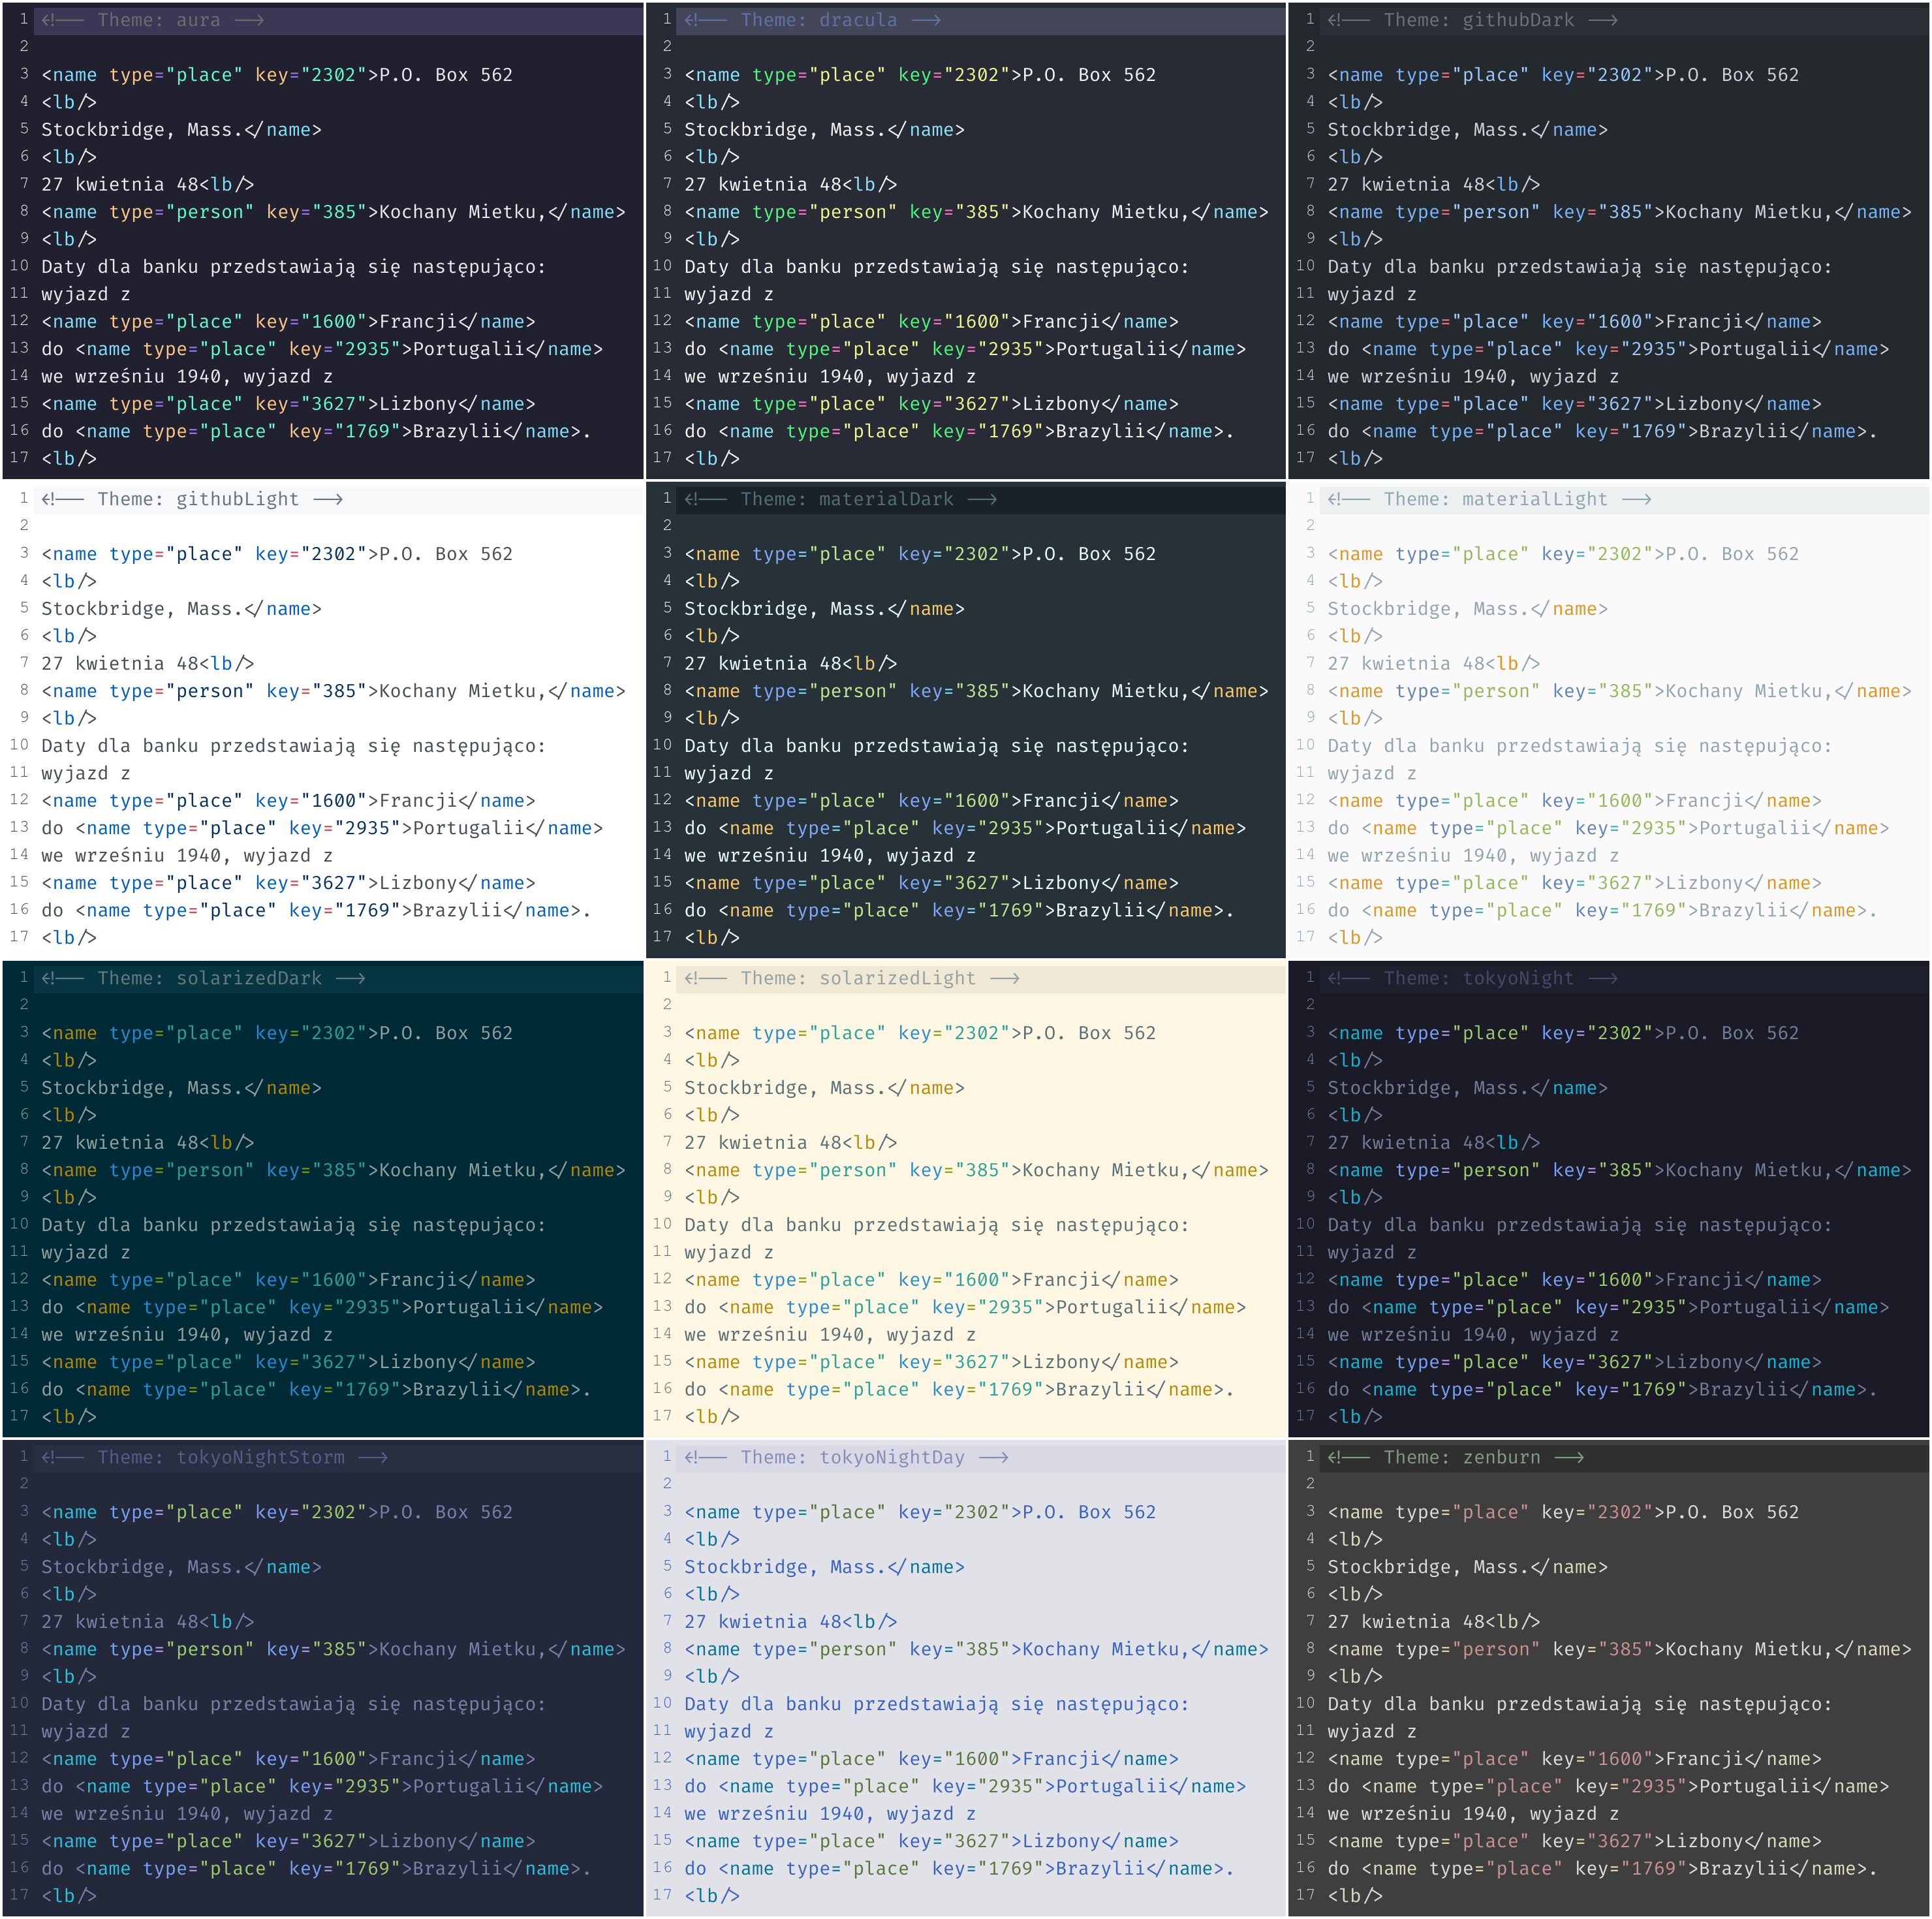 1 <!-- Theme: aura -->
2
3 <name type="place" key="2302">P.O. Box 562
4 <lb/>
5 Stockbridge, Mass.</name>
6 <lb/>
7 27 kwietnia 48<lb/>
8 <name type="person" key="385">Kochany Mietku,</name>
9 <lb/>
10 Daty dla banku przedstawiają się następująco:
11 wyjazd z
12 <name type="place" key="1600">Francji</name>
13 do <name type="place" key="2935">Portugalii</name>
14 we wrześniu 1940, wyjazd z
15 <name type="place" key="3627">Lizbony</name>
16 do <name type="place" key="1769">Brazylii</name>.
17 <lb/>
1 <!-- Theme: dracula -->
2
3 <name type="place" key="2302">P.O. Box 562
4 <lb/>
5 Stockbridge, Mass.</name>
6 <lb/>
7 27 kwietnia 48<lb/>
8 <name type="person" key="385">Kochany Mietku,</name>
9 <lb/>
10 Daty dla banku przedstawiają się następująco:
11 wyjazd z
12 <name type="place" key="1600">Francji</name>
13 do <name type="place" key="2935">Portugalii</name>
14 we wrześniu 1940, wyjazd z
15 <name type="place" key="3627">Lizbony</name>
16 do <name type="place" key="1769">Brazylii</name>.
17 <lb/>
1 <!-- Theme: githubDark -->
2
3 <name type="place" key="2302">P.O. Box 562
4 <lb/>
5 Stockbridge, Mass.</name>
6 <lb/>
7 27 kwietnia 48<lb/>
8 <name type="person" key="385">Kochany Mietku,</name>
9 <lb/>
10 Daty dla banku przedstawiają się następująco:
11 wyjazd z
12 <name type="place" key="1600">Francji</name>
13 do <name type="place" key="2935">Portugalii</name>
14 we wrześniu 1940, wyjazd z
15 <name type="place" key="3627">Lizbony</name>
16 do <name type="place" key="1769">Brazylii</name>.
17 <lb/>
1 <!-- Theme: githubLight -->
2
3 <name type="place" key="2302">P.O. Box 562
4 <lb/>
5 Stockbridge, Mass.</name>
6 <lb/>
7 27 kwietnia 48<lb/>
8 <name type="person" key="385">Kochany Mietku,</name>
9 <lb/>
10 Daty dla banku przedstawiają się następująco:
11 wyjazd z
12 <name type="place" key="1600">Francji</name>
13 do <name type="place" key="2935">Portugalii</name>
14 we wrześniu 1940, wyjazd z
15 <name type="place" key="3627">Lizbony</name>
16 do <name type="place" key="1769">Brazylii</name>.
17 <lb/>
1 <!-- Theme: materialDark -->
2
3 <name type="place" key="2302">P.O. Box 562
4 <lb/>
5 Stockbridge, Mass.</name>
6 <lb/>
7 27 kwietnia 48<lb/>
8 <name type="person" key="385">Kochany Mietku,</name>
9 <lb/>
10 Daty dla banku przedstawiają się następująco:
11 wyjazd z
12 <name type="place" key="1600">Francji</name>
13 do <name type="place" key="2935">Portugalii</name>
14 we wrześniu 1940, wyjazd z
15 <name type="place" key="3627">Lizbony</name>
16 do <name type="place" key="1769">Brazylii</name>.
17 <lb/>
1 <!-- Theme: materialLight -->
2
3 <name type="place" key="2302">P.O. Box 562
4 <lb/>
5 Stockbridge, Mass.</name>
6 <lb/>
7 27 kwietnia 48<lb/>
8 <name type="person" key="385">Kochany Mietku,</name>
9 <lb/>
10 Daty dla banku przedstawiają się następująco:
11 wyjazd z
12 <name type="place" key="1600">Francji</name>
13 do <name type="place" key="2935">Portugalii</name>
14 we wrześniu 1940, wyjazd z
15 <name type="place" key="3627">Lizbony</name>
16 do <name type="place" key="1769">Brazylii</name>.
17 <lb/>
1 <!-- Theme: solarizedDark -->
2
3 <name type="place" key="2302">P.O. Box 562
4 <lb/>
5 Stockbridge, Mass.</name>
6 <lb/>
7 27 kwietnia 48<lb/>
8 <name type="person" key="385">Kochany Mietku,</name>
9 <lb/>
10 Daty dla banku przedstawiają się następująco:
11 wyjazd z
12 <name type="place" key="1600">Francji</name>
13 do <name type="place" key="2935">Portugalii</name>
14 we wrześniu 1940, wyjazd z
15 <name type="place" key="3627">Lizbony</name>
16 do <name type="place" key="1769">Brazylii</name>.
17 <lb/>
1 <!-- Theme: solarizedLight -->
2
3 <name type="place" key="2302">P.O. Box 562
4 <lb/>
5 Stockbridge, Mass.</name>
6 <lb/>
7 27 kwietnia 48<lb/>
8 <name type="person" key="385">Kochany Mietku,</name>
9 <lb/>
10 Daty dla banku przedstawiają się następująco:
11 wyjazd z
12 <name type="place" key="1600">Francji</name>
13 do <name type="place" key="2935">Portugalii</name>
14 we wrześniu 1940, wyjazd z
15 <name type="place" key="3627">Lizbony</name>
16 do <name type="place" key="1769">Brazylii</name>.
17 <lb/>
1 <!-- Theme: tokyoNight -->
2
3 <name type="place" key="2302">P.O. Box 562
4 <lb/>
5 Stockbridge, Mass.</name>
6 <lb/>
7 27 kwietnia 48<lb/>
8 <name type="person" key="385">Kochany Mietku,</name>
9 <lb/>
10 Daty dla banku przedstawiają się następująco:
11 wyjazd z
12 <name type="place" key="1600">Francji</name>
13 do <name type="place" key="2935">Portugalii</name>
14 we wrześniu 1940, wyjazd z
15 <name type="place" key="3627">Lizbony</name>
16 do <name type="place" key="1769">Brazylii</name>.
17 <lb/>
1 <!-- Theme: tokyoNightStorm -->
2
3 <name type="place" key="2302">P.O. Box 562
4 <lb/>
5 Stockbridge, Mass.</name>
6 <lb/>
7 27 kwietnia 48<lb/>
8 <name type="person" key="385">Kochany Mietku,</name>
9 <lb/>
10 Daty dla banku przedstawiają się następująco:
11 wyjazd z
12 <name type="place" key="1600">Francji</name>
13 do <name type="place" key="2935">Portugalii</name>
14 we wrześniu 1940, wyjazd z
15 <name type="place" key="3627">Lizbony</name>
16 do <name type="place" key="1769">Brazylii</name>.
17 <lb/>
1 <!-- Theme: tokyoNightDay -->
2
3 <name type="place" key="2302">P.O. Box 562
4 <lb/>
5 Stockbridge, Mass.</name>
6 <lb/>
7 27 kwietnia 48<lb/>
8 <name type="person" key="385">Kochany Mietku,</name>
9 <lb/>
10 Daty dla banku przedstawiają się następująco:
11 wyjazd z
12 <name type="place" key="1600">Francji</name>
13 do <name type="place" key="2935">Portugalii</name>
14 we wrześniu 1940, wyjazd z
15 <name type="place" key="3627">Lizbony</name>
16 do <name type="place" key="1769">Brazylii</name>.
17 <lb/>
1 <!-- Theme: zenburn -->
2
3 <name type="place" key="2302">P.O. Box 562
4 <lb/>
5 Stockbridge, Mass.</name>
6 <lb/>
7 27 kwietnia 48<lb/>
8 <name type="person" key="385">Kochany Mietku,</name>
9 <lb/>
10 Daty dla banku przedstawiają się następująco:
11 wyjazd z
12 <name type="place" key="1600">Francji</name>
13 do <name type="place" key="2935">Portugalii</name>
14 we wrześniu 1940, wyjazd z
15 <name type="place" key="3627">Lizbony</name>
16 do <name type="place" key="1769">Brazylii</name>.
17 <lb/>